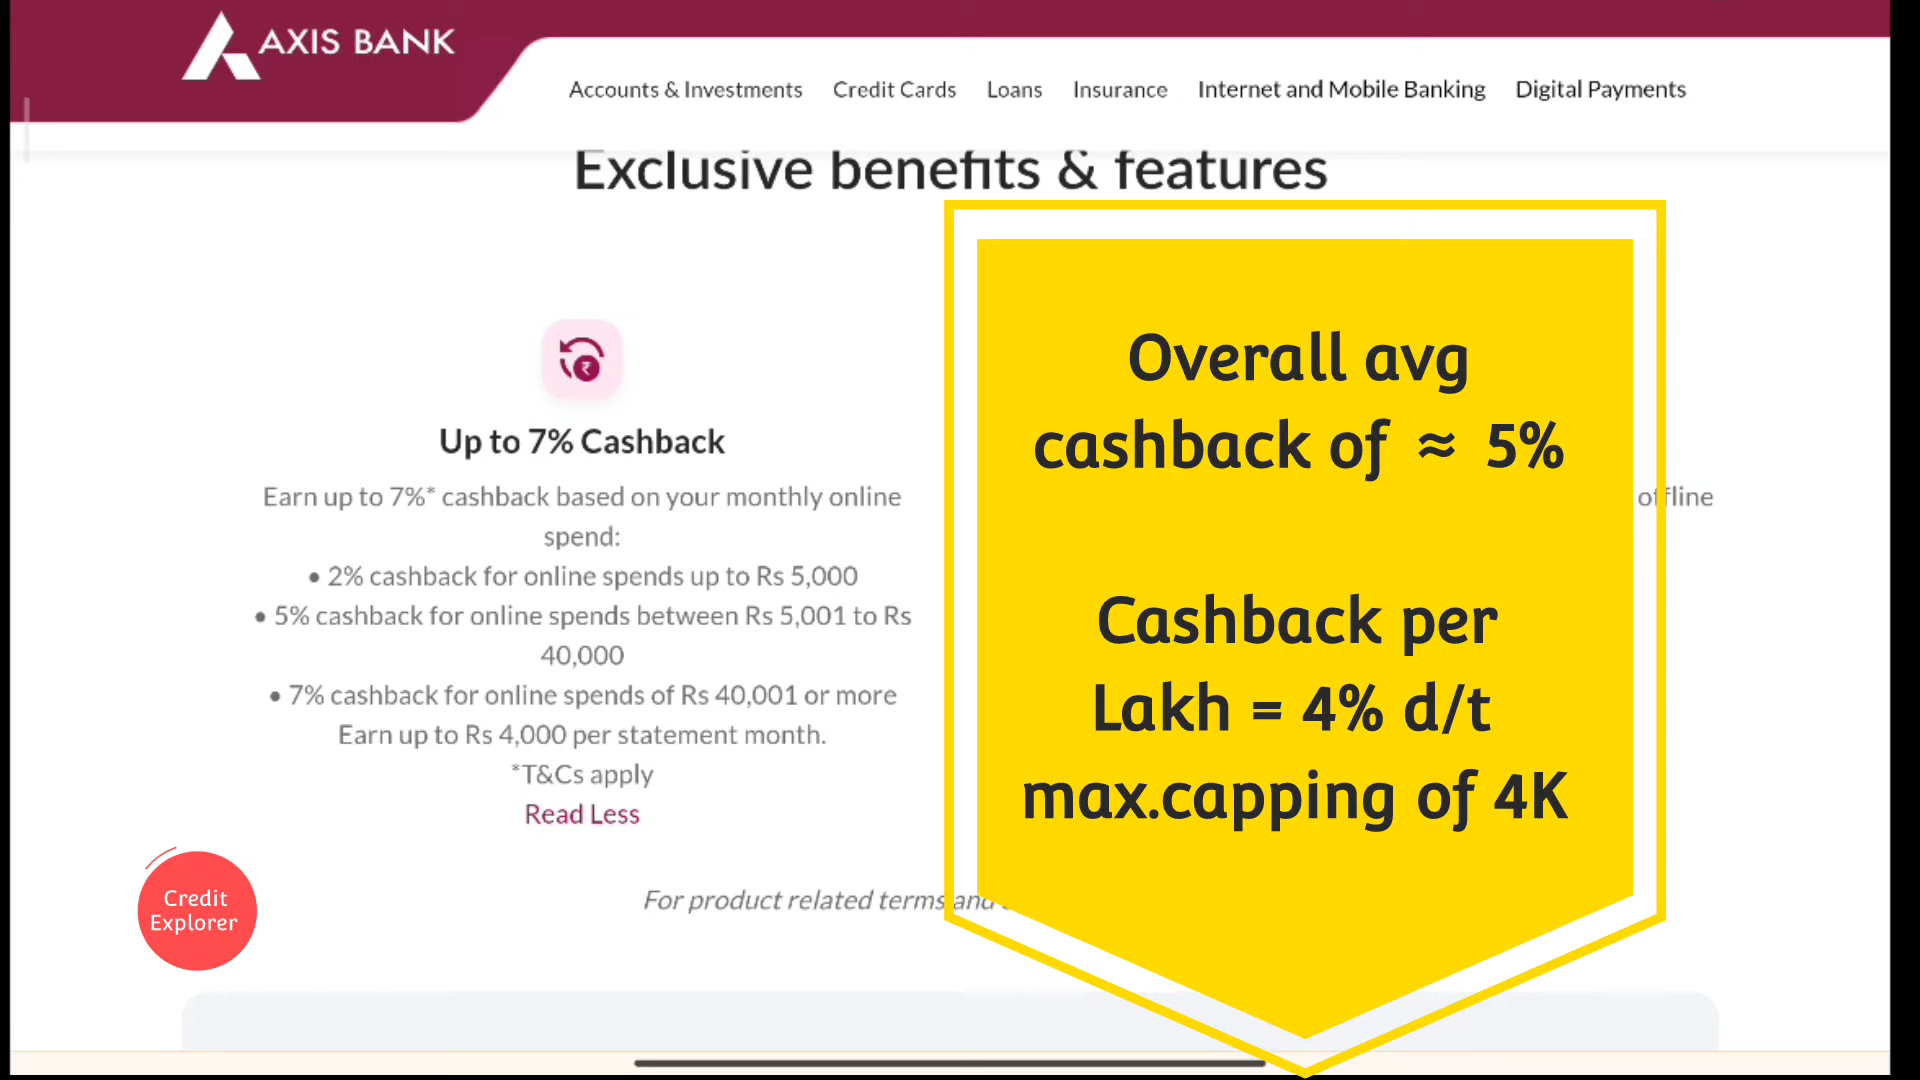 AXIS BANK
Accounts & Investments Credit Cards Loans Insurance Internet and Mobile Banking Digital Payments
Exclusive benefits & features
Up to 7% Cashback
Earn up to 7%* cashback based on your monthly online
spend:
• 2% cashback for online spends up to Rs 5,000
• 5% cashback for online spends between Rs 5,001 to Rs
40,000
• 7% cashback for online spends of Rs 40,001 or more
Earn up to Rs 4,000 per statement month.
*T&Cs apply
Read Less
offline
Overall avg
cashback of ≈ 5%
Cashback per
Lakh = 4% d/t
max.capping of 4K
For product related terms and
Credit
Explorer